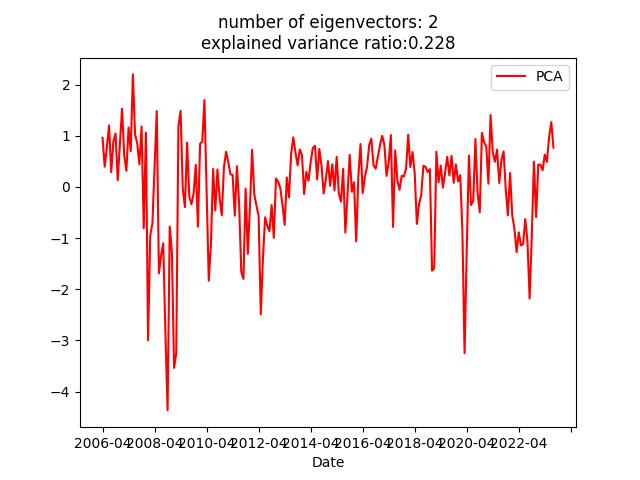 number of eigenvectors: 2
explained variance ratio:0.228
PCA
2
1
0
−1
−2
−3
−4
2006-04 2008-04 2010-04 2012-04 2014-04 2016-04 2018-04 2020-04 2022-04
Date